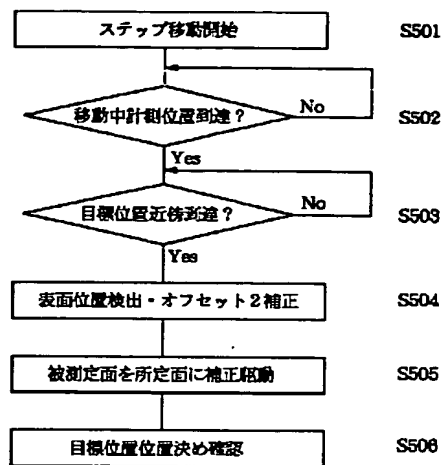 ステップ移動開始 S501
移動中計測位置到達? No S502
Yes
目標位置近傍到達? No S503
Yes
表面位置検出・オフセット2補正 S504
被測定面を所定面に補正駆動 S505
目標位置位置決め確認 S506